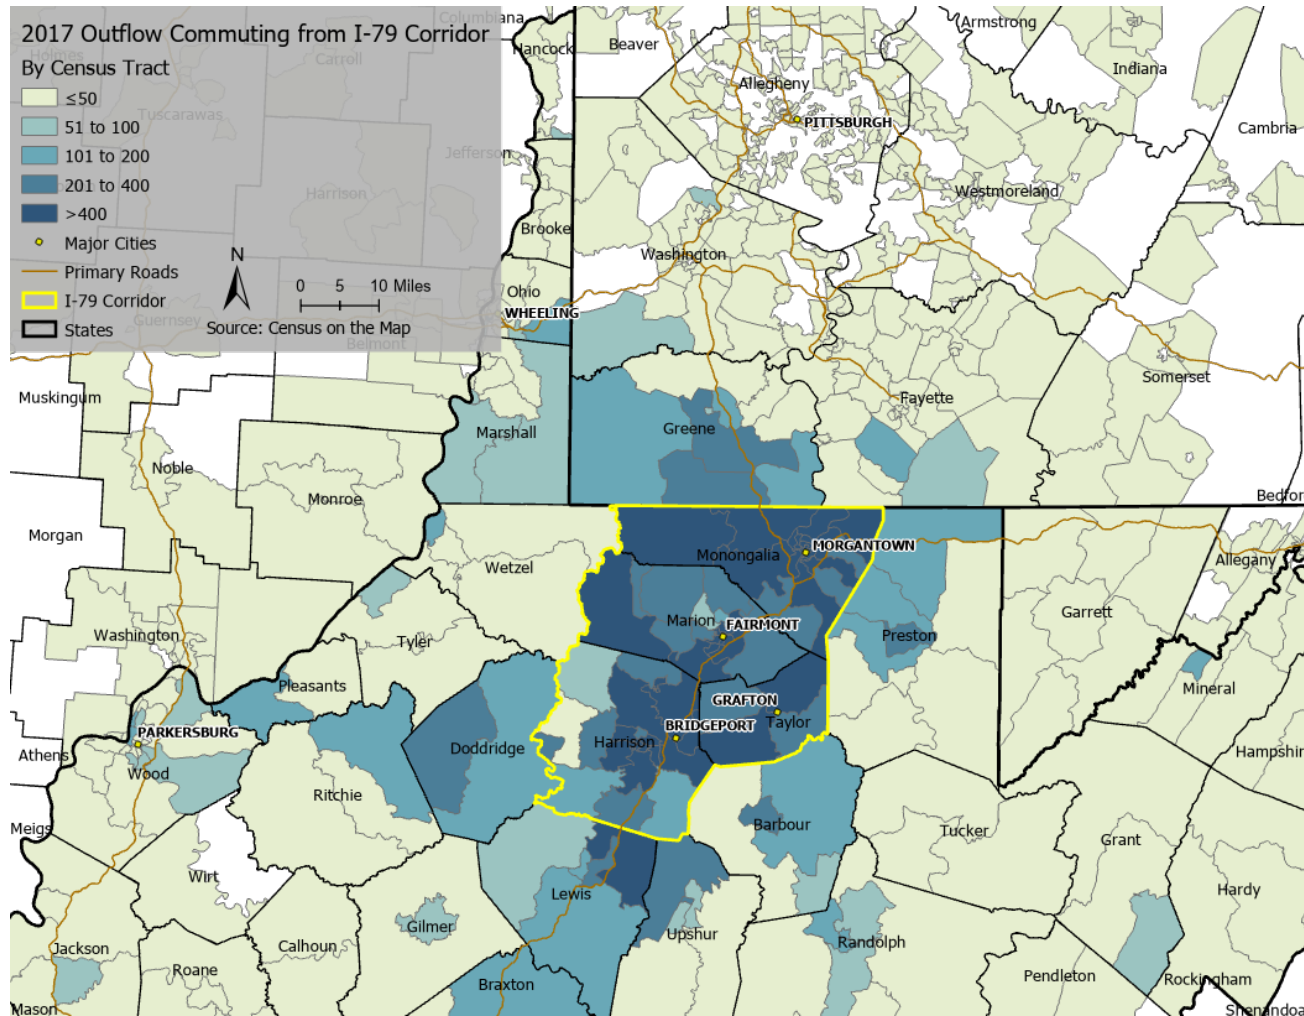 2017 Outflow Commuting from I-79 Corridor
By Census Tract
≤50
51 to 100
101 to 200
201 to 400
>400
Major Cities
Primary Roads
I-79 Corridor
States
N
0 5 10 Miles
Source: Census on the Map
Columbiana
Holmes
Carroll
Tuscarawas
Jefferson
Harrison
Guernsey
Belmont
Hancock
Beaver
Armstrong
Indiana
Allegheny
PITTSBURGH
Cambria
Westmoreland
Brooke
Washington
Ohio
WHEELING
Somerset
Muskingum
Fayette
Marshall
Greene
Noble
Monroe
Bedfor
Morgan
MORGANTOWN
Monongalia
Wetzel
Allegany
Garrett
Marion
FAIRMONT
Washington
Tyler
Preston
Pleasants
Mineral
GRAFTON
Taylor
BRIDGEPORT
PARKERSBURG
Harrison
Doddridge
Hampshir
Athens
Wood
Ritchie
Meigs
Barbour
Tucker
Grant
Wirt
Lewis
Hardy
Gilmer
Upshur
Randolph
Jackson
Calhoun
Roane
Braxton
Pendleton
Rockingham
Mason
Shenandoa